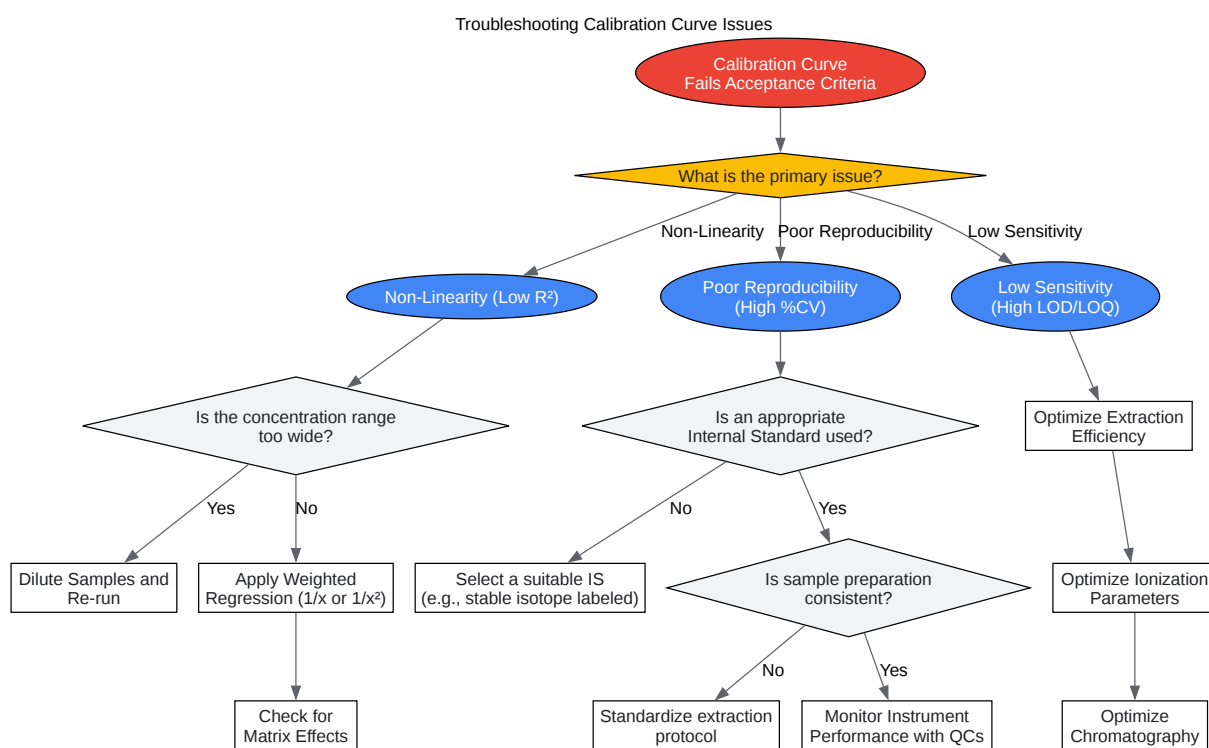 Troubleshooting Calibration Curve Issues
Calibration Curve
Fails Acceptance Criteria
What is the primary issue?
Non-Linearity
Poor Reproducibility
Low Sensitivity
Non-Linearity (Low R²)
Poor Reproducibility
(High %CV)
Low Sensitivity
(High LOD/LOQ)
Is the concentration range
too wide?
Is an appropriate
Internal Standard used?
Optimize Extraction
Efficiency
Yes
No
No
Yes
Dilute Samples and
Re-run
Apply Weighted
Regression (1/x or 1/x²)
Select a suitable IS
(e.g., stable isotope labeled)
Is sample preparation
consistent?
Optimize Ionization
Parameters
No
Yes
Check for
Matrix Effects
Standardize extraction
protocol
Monitor Instrument
Performance with QCs
Optimize
Chromatography